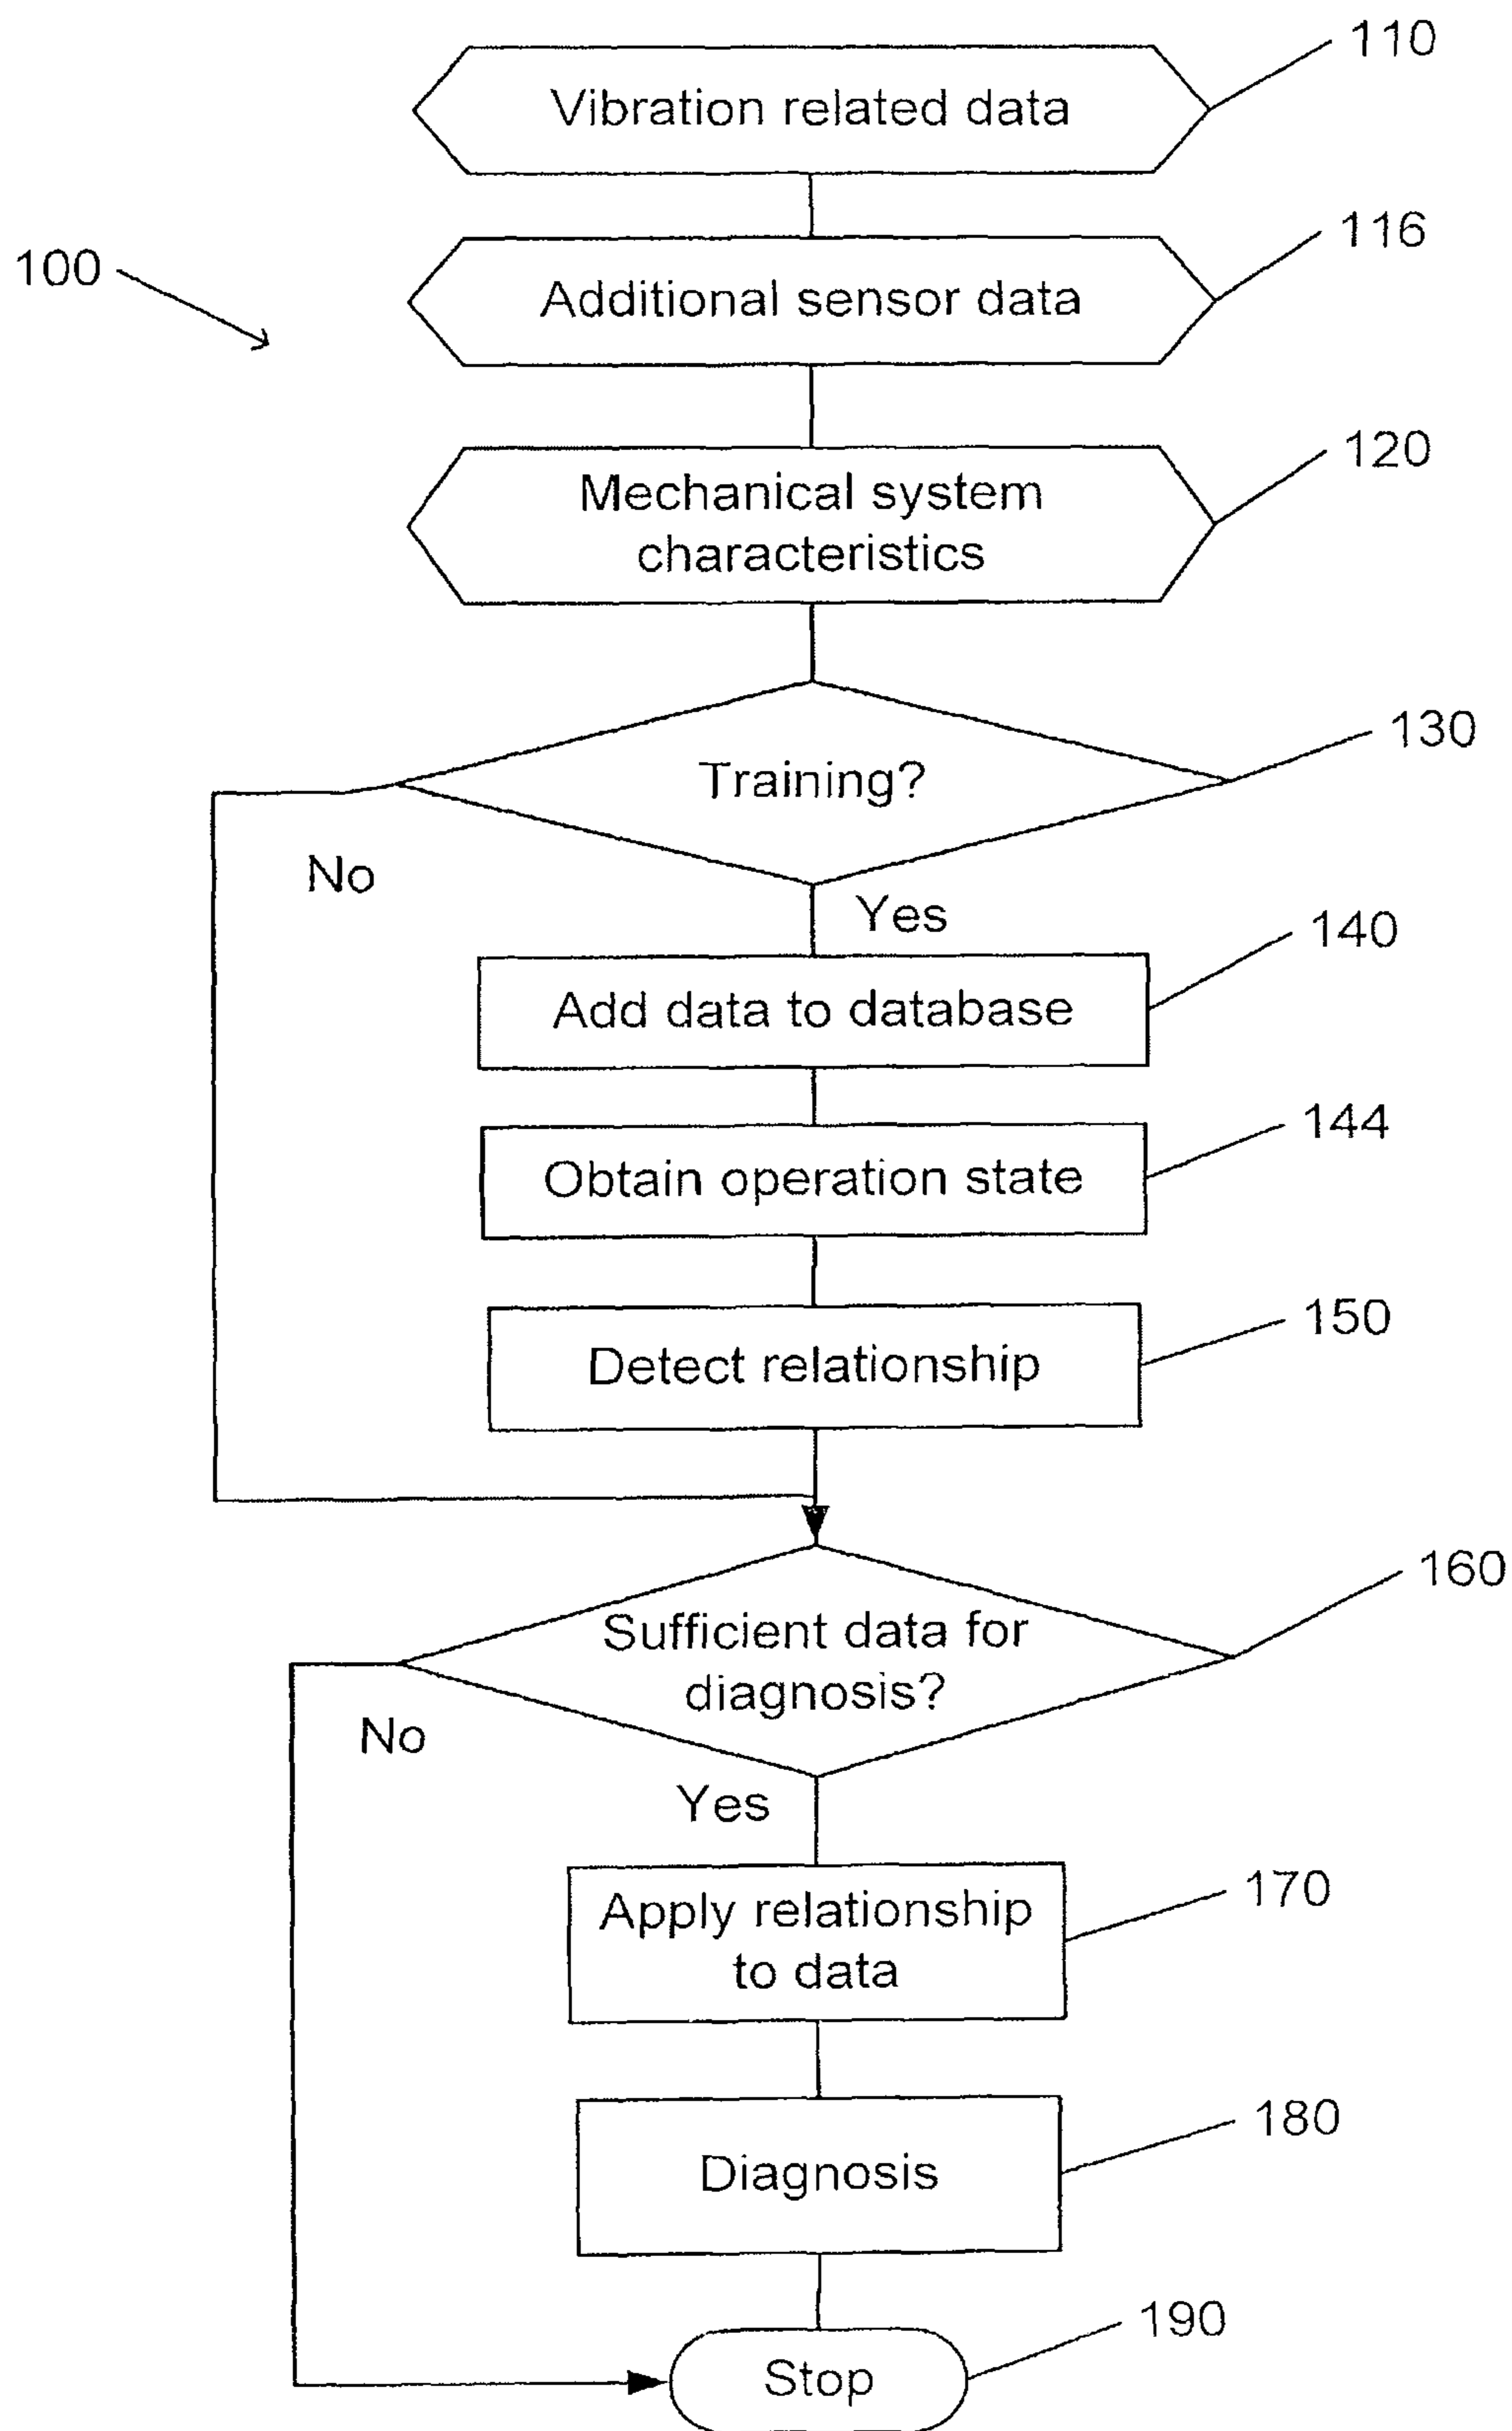 110
Vibration related data
116
100
Additional sensor data
120
Mechanical system
characteristics
130
Training?
No
Yes
140
Add data to database
144
Obtain operation state
150
Detect relationship
160
Sufficient data for
diagnosis?
No
Yes
170
Apply relationship
to data
180
Diagnosis
190
Stop